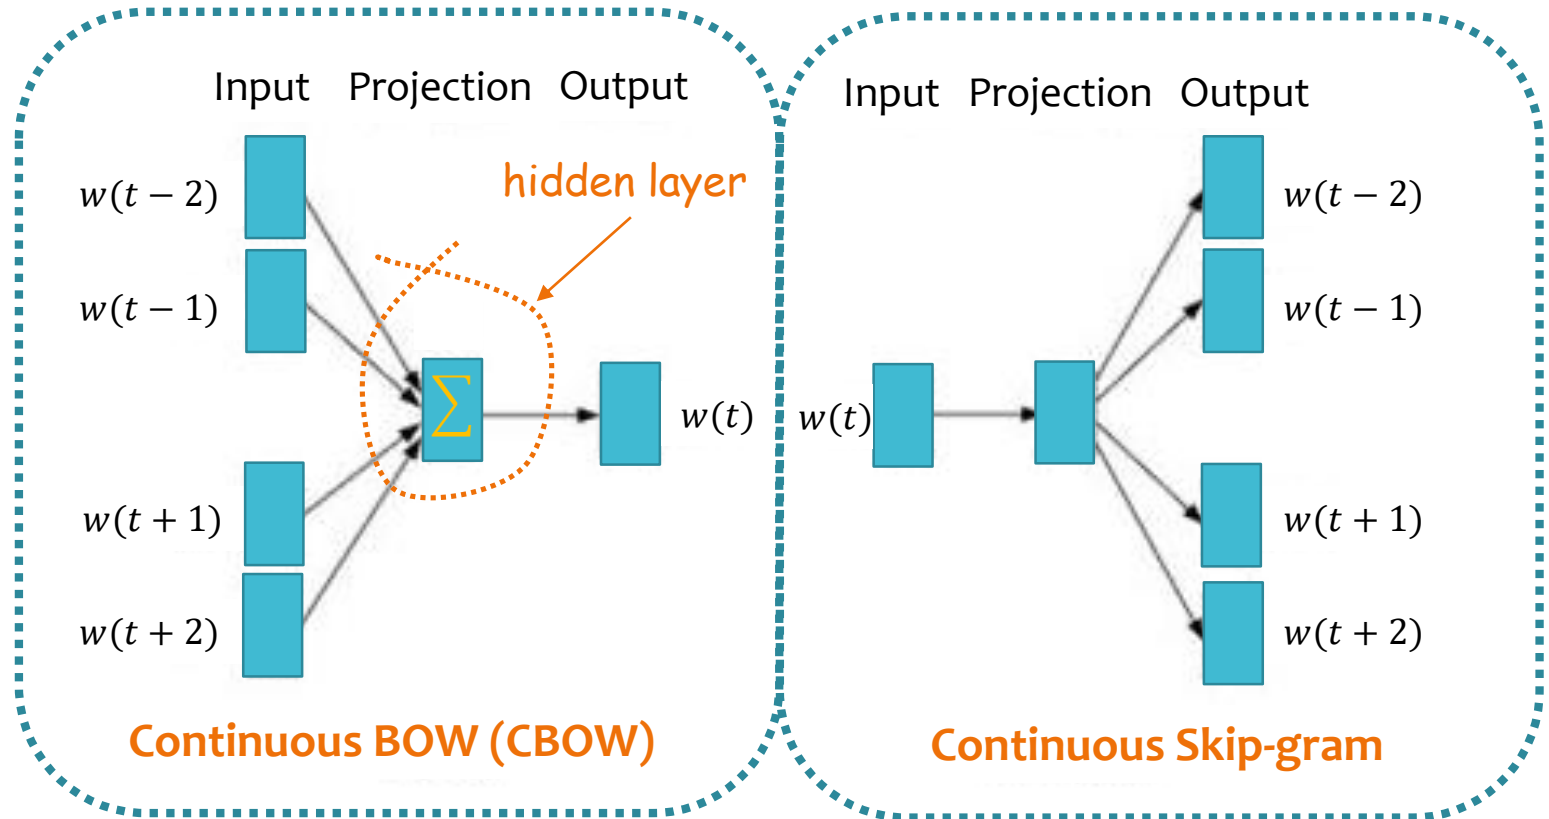 Input Projection Output
hidden layer
w(t − 2)
w(t − 1)
∑
w(t)
w(t + 1)
w(t + 2)
Continuous BOW (CBOW)
Input Projection Output
w(t − 2)
w(t − 1)
w(t)
w(t + 1)
w(t + 2)
Continuous Skip-gram